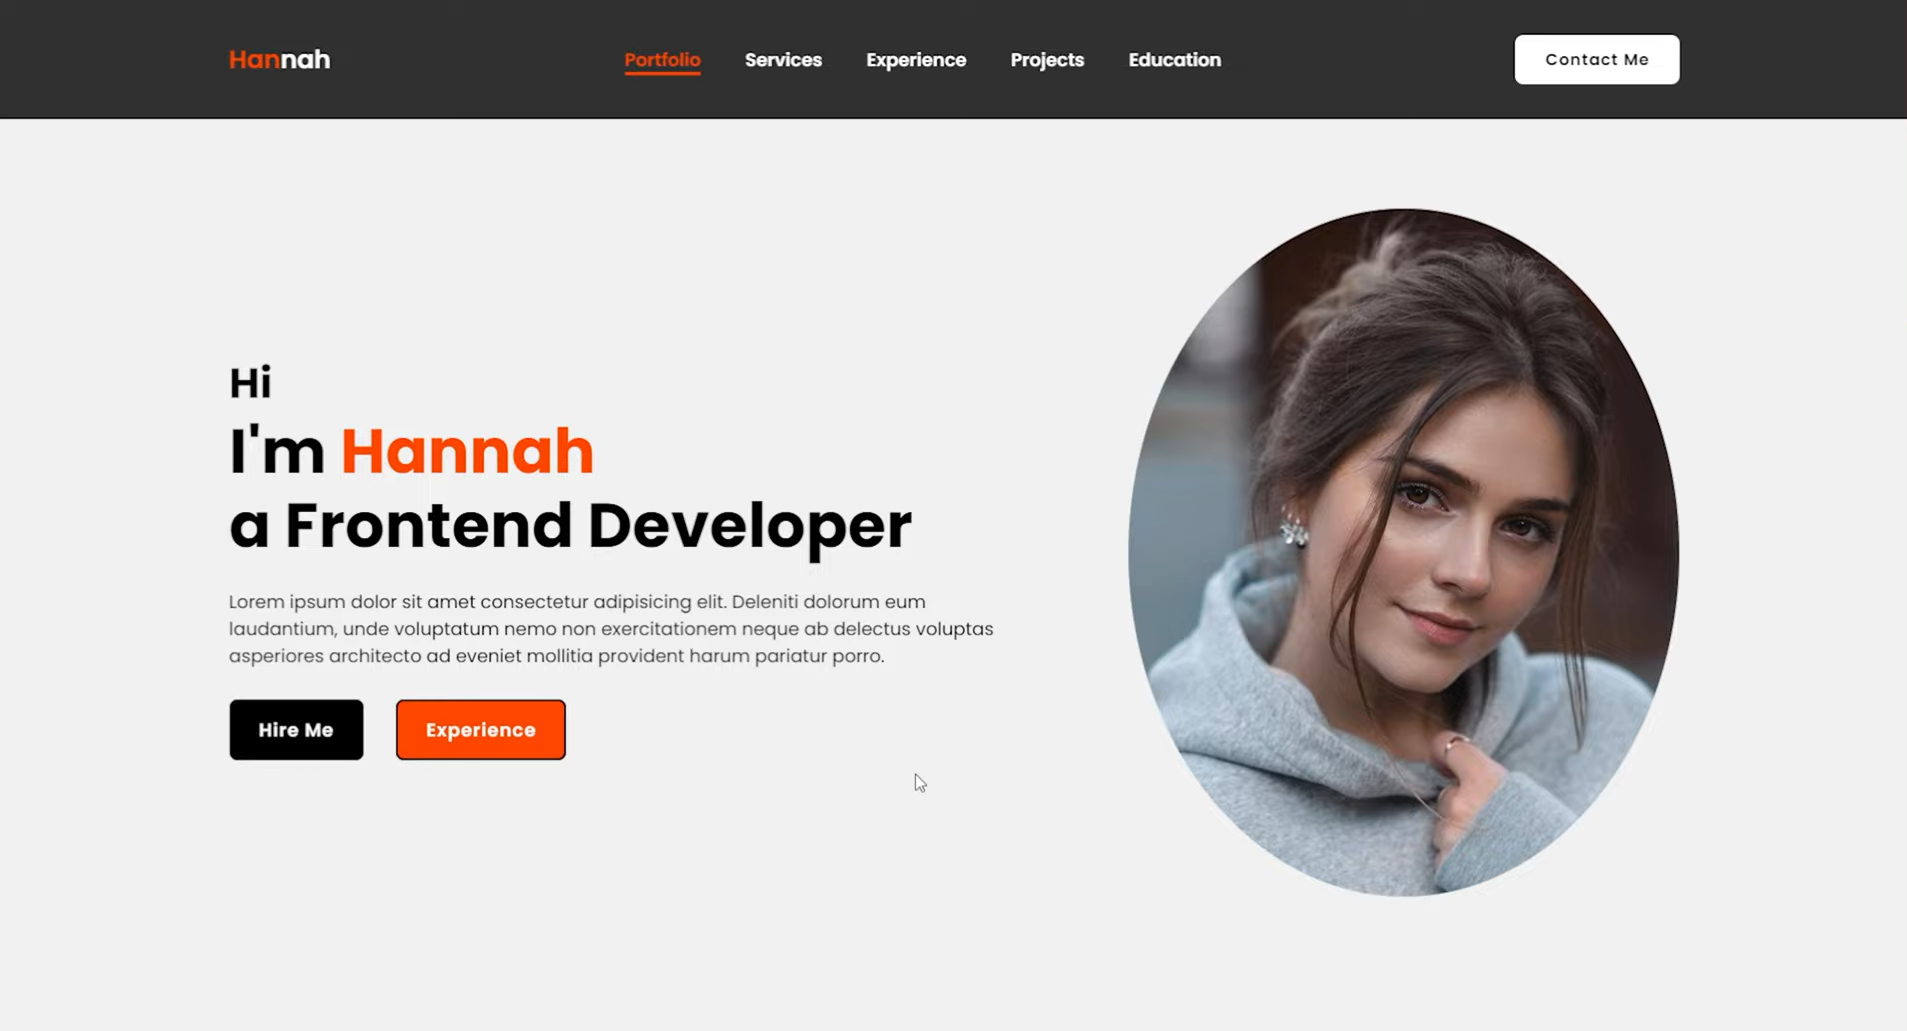 Hannah
Portfolio Services Experience Projects Education
Contact Me
Hi
I'm Hannah
a Frontend Developer
Lorem ipsum dolor sit amet consectetur adipisicing elit. Deleniti dolorum eum
laudantium, unde voluptatum nemo non exercitationem neque ab delectus voluptas
asperiores architecto ad eveniet mollitia provident harum pariatur porro.
Hire Me
Experience